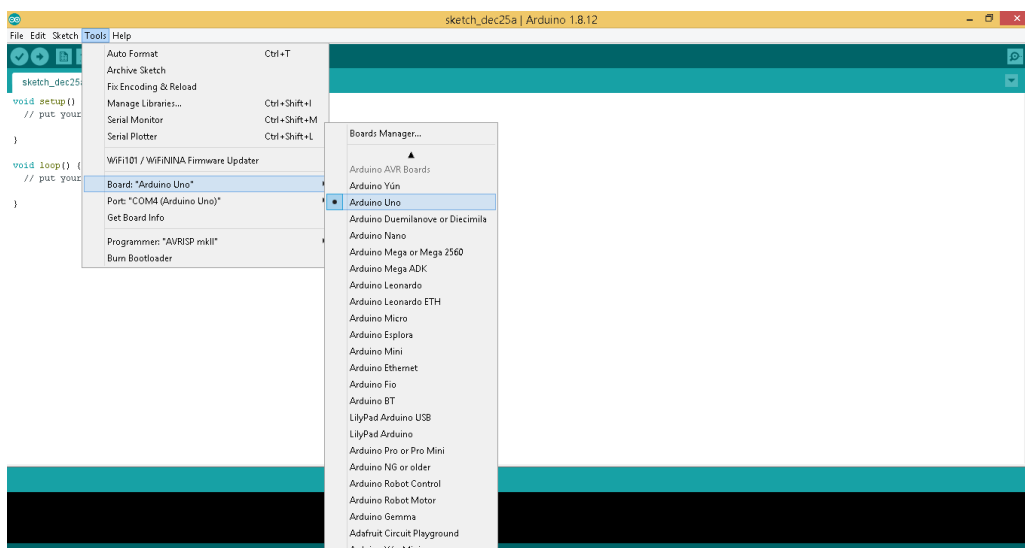 sketch_dec25a | Arduino 1.8.12
File Edit Sketch Tools Help
sketch_dec25a
void setup()
// put your
}
void loop() {
// put your
}
Auto Format Ctrl+T
Archive Sketch
Fix Encoding & Reload
Manage Libraries... Ctrl+Shift+I
Serial Monitor Ctrl+Shift+M
Serial Plotter Ctrl+Shift+L
WiFi101 / WiFiNINA Firmware Updater
Board: "Arduino Uno"
Port: "COM4 (Arduino Uno)"
Get Board Info
Programmer: "AVRISP mkII"
Burn Bootloader
Boards Manager...
Arduino AVR Boards
Arduino Yún
Arduino Uno
Arduino Duemilanove or Diecimila
Arduino Nano
Arduino Mega or Mega 2560
Arduino Mega ADK
Arduino Leonardo
Arduino Leonardo ETH
Arduino Micro
Arduino Esplora
Arduino Mini
Arduino Ethernet
Arduino Fio
Arduino BT
LilyPad Arduino USB
LilyPad Arduino
Arduino Pro or Pro Mini
Arduino NG or older
Arduino Robot Control
Arduino Robot Motor
Arduino Gemma
Adafruit Circuit Playground